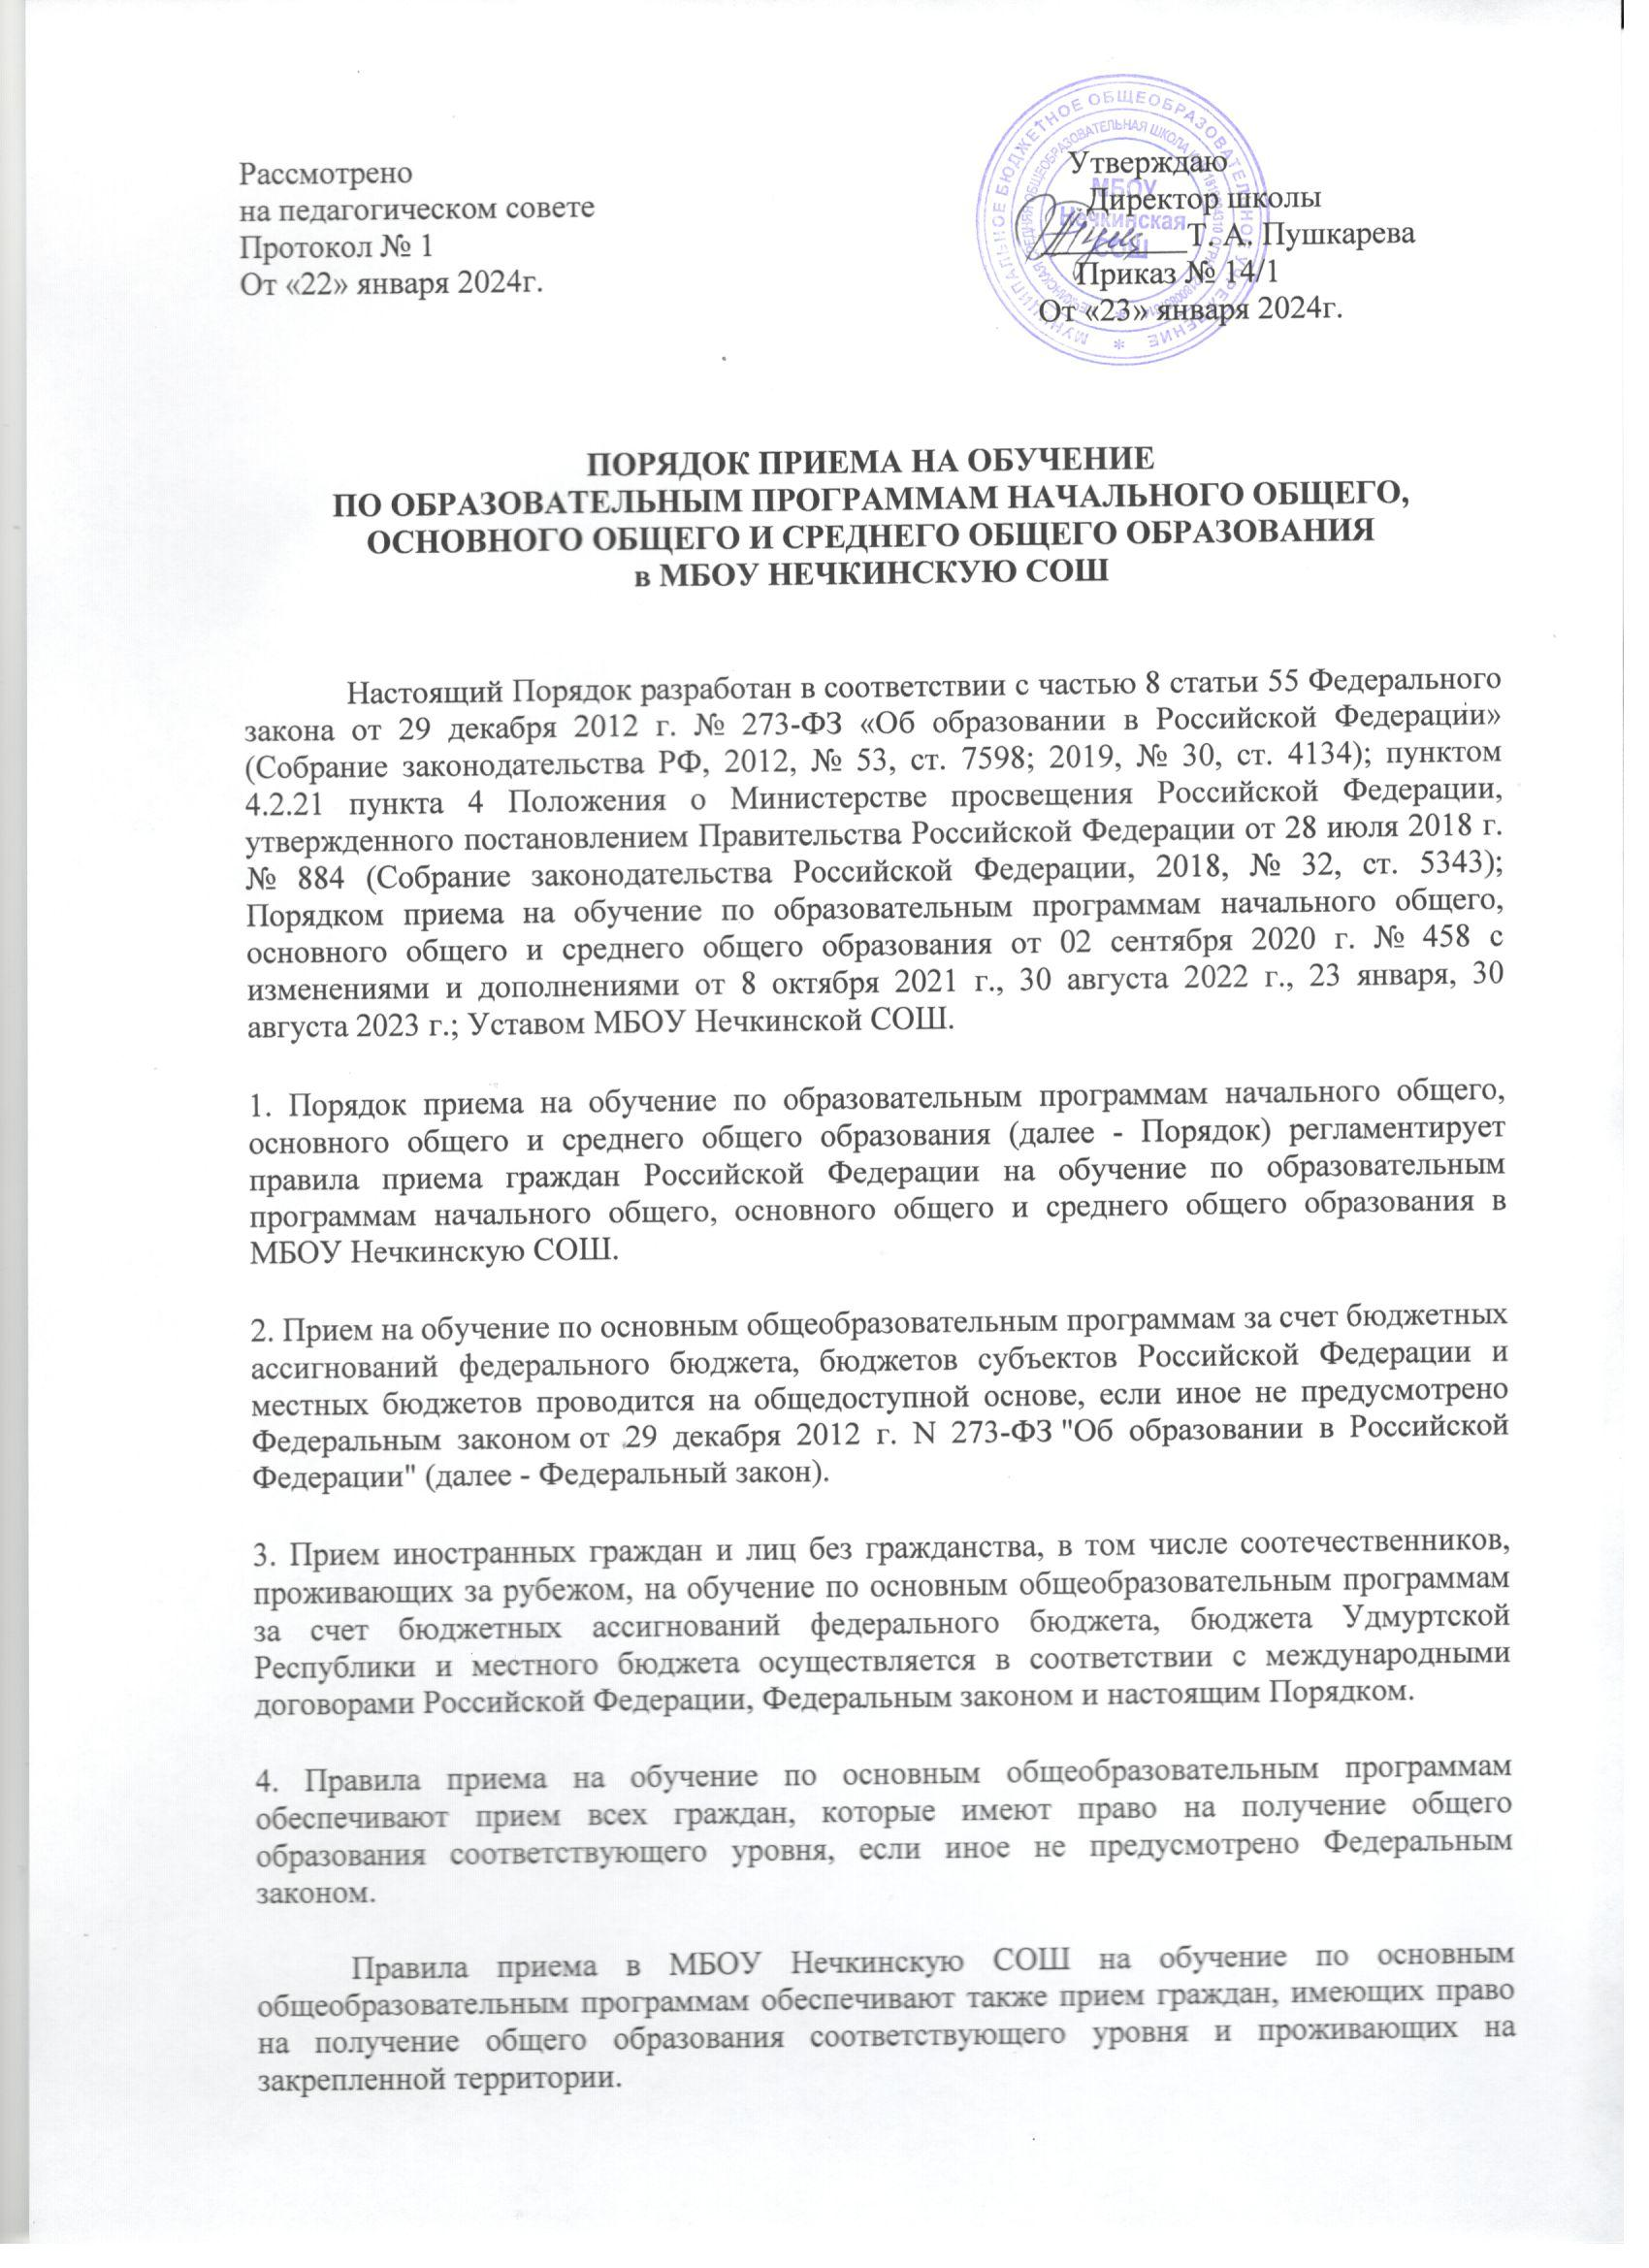 Рассмотрено
на педагогическом совете
Протокол № 1
От «22» января 2024г.
Утверждаю
Директор школы
Т. А. Пушкарева
Приказ № 14/1
От «23» января 2024г.
МУНИЦИПАЛЬНОЕ БЮДЖЕТНОЕ ОБЩЕОБРАЗОВАТЕЛЬНОЕ УЧРЕЖДЕНИЕ
СРЕДНЯЯ ОБЩЕОБРАЗОВАТЕЛЬНАЯ ШКОЛА
МБОУ
Нечкинская
СОШ
ПОРЯДОК ПРИЕМА НА ОБУЧЕНИЕ
ПО ОБРАЗОВАТЕЛЬНЫМ ПРОГРАММАМ НАЧАЛЬНОГО ОБЩЕГО,
ОСНОВНОГО ОБЩЕГО И СРЕДНЕГО ОБЩЕГО ОБРАЗОВАНИЯ
в МБОУ НЕЧКИНСКУЮ СОШ
Настоящий Порядок разработан в соответствии с частью 8 статьи 55 Федерального
закона от 29 декабря 2012 г. № 273-ФЗ «Об образовании в Российской Федерации»
(Собрание законодательства РФ, 2012, № 53, ст. 7598; 2019, № 30, ст. 4134); пунктом
4.2.21 пункта 4 Положения о Министерстве просвещения Российской Федерации,
утвержденного постановлением Правительства Российской Федерации от 28 июля 2018 г.
№ 884 (Собрание законодательства Российской Федерации, 2018, № 32, ст. 5343);
Порядком приема на обучение по образовательным программам начального общего,
основного общего и среднего общего образования от 02 сентября 2020 г. № 458 с
изменениями и дополнениями от 8 октября 2021 г., 30 августа 2022 г., 23 января, 30
августа 2023 г.; Уставом МБОУ Нечкинской СОШ.
1. Порядок приема на обучение по образовательным программам начального общего,
основного общего и среднего общего образования (далее - Порядок) регламентирует
правила приема граждан Российской Федерации на обучение по образовательным
программам начального общего, основного общего и среднего общего образования в
МБОУ Нечкинскую СОШ.
2. Прием на обучение по основным общеобразовательным программам за счет бюджетных
ассигнований федерального бюджета, бюджетов субъектов Российской Федерации и
местных бюджетов проводится на общедоступной основе, если иное не предусмотрено
Федеральным законом от 29 декабря 2012 г. N 273-ФЗ "Об образовании в Российской
Федерации" (далее - Федеральный закон).
3. Прием иностранных граждан и лиц без гражданства, в том числе соотечественников,
проживающих за рубежом, на обучение по основным общеобразовательным программам
за счет бюджетных ассигнований федерального бюджета, бюджета Удмуртской
Республики и местного бюджета осуществляется в соответствии с международными
договорами Российской Федерации, Федеральным законом и настоящим Порядком.
4. Правила приема на обучение по основным общеобразовательным программам
обеспечивают прием всех граждан, которые имеют право на получение общего
образования соответствующего уровня, если иное не предусмотрено Федеральным
законом.
Правила приема в МБОУ Нечкинскую СОШ на обучение по основным
общеобразовательным программам обеспечивают также прием граждан, имеющих право
на получение общего образования соответствующего уровня и проживающих на
закрепленной территории.